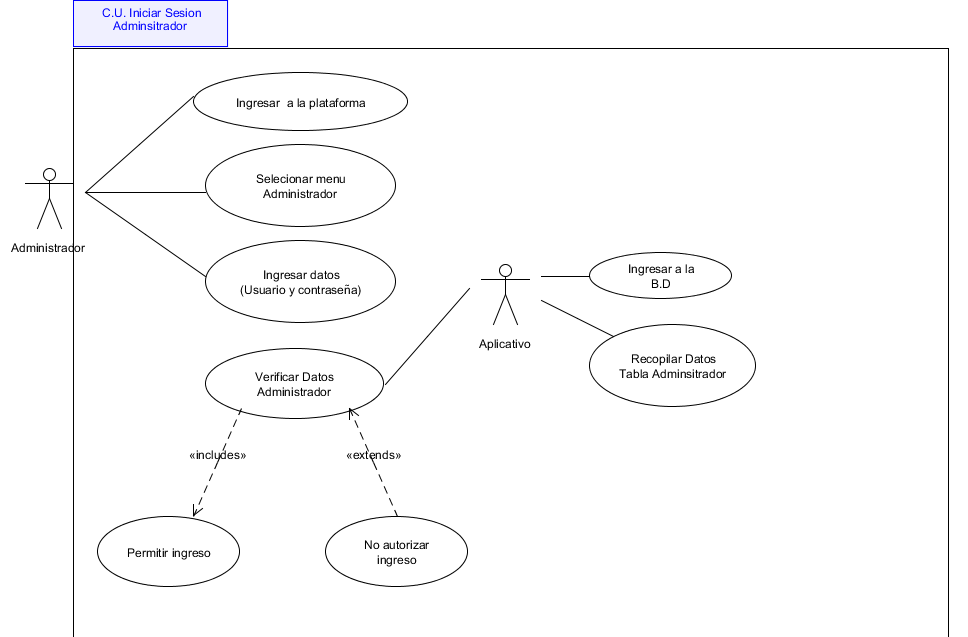 C.U. Iniciar Sesion
Adminsitrador
Ingresar a la plataforma
Selecionar menu
Administrador
Administrador
Ingresar datos
(Usuario y contraseña)
Ingresar a la
B.D
Aplicativo
Recopilar Datos
Tabla Adminsitrador
Verificar Datos
Administrador
«includes»
«extends»
Permitir ingreso
No autorizar
ingreso